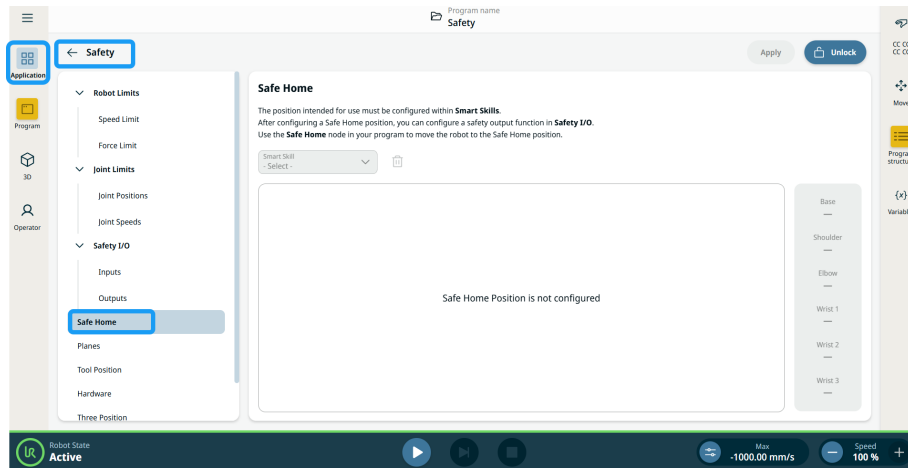 Program name
Safety
Application
Program
3D
Operator
← Safety
Apply
Unlock
Robot Limits
Speed Limit
Force Limit
Joint Limits
Joint Positions
Joint Speeds
Safety I/O
Inputs
Outputs
Safe Home
Planes
Tool Position
Hardware
Three Position
Safe Home
The position intended for use must be configured within Smart Skills.
After configuring a Safe Home position, you can configure a safety output function in Safety I/O.
Use the Safe Home node in your program to move the robot to the Safe Home position.
Smart Skill
- Select -
Safe Home Position is not configured
Base
—
Shoulder
—
Elbow
—
Wrist 1
—
Wrist 2
—
Wrist 3
—
Move
{x}
UR
Robot State
Active
Max
-1000.00 mm/s
Speed
100 %